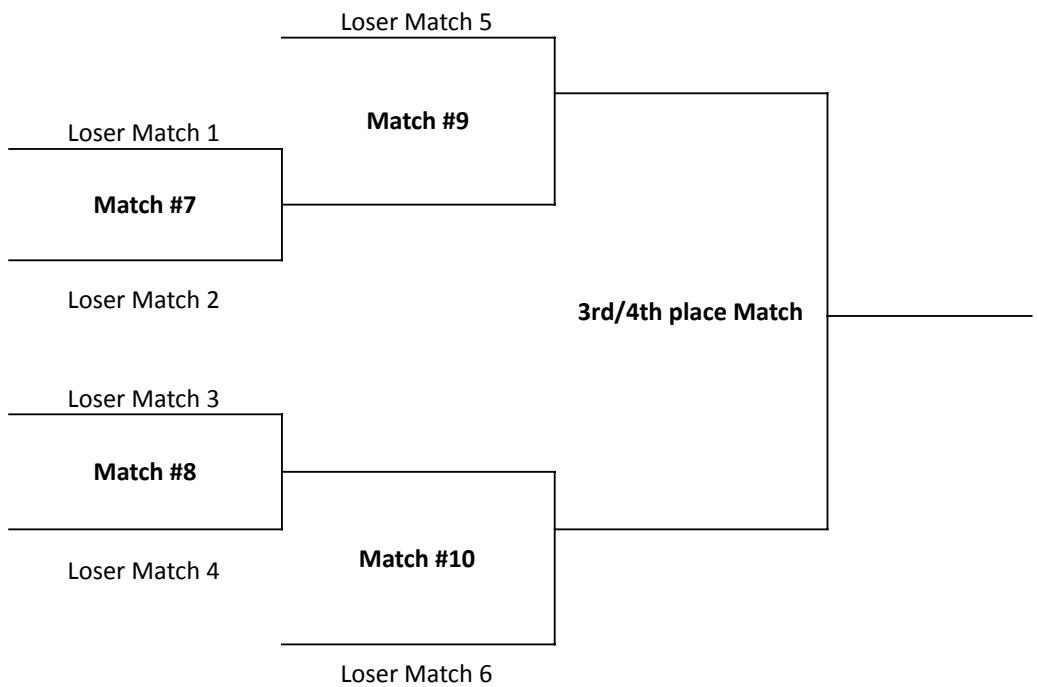 Loser Match 5
Match #9
Loser Match 1
Match #7
Loser Match 2
3rd/4th place Match
Loser Match 3
Match #8
Match #10
Loser Match 4
Loser Match 6